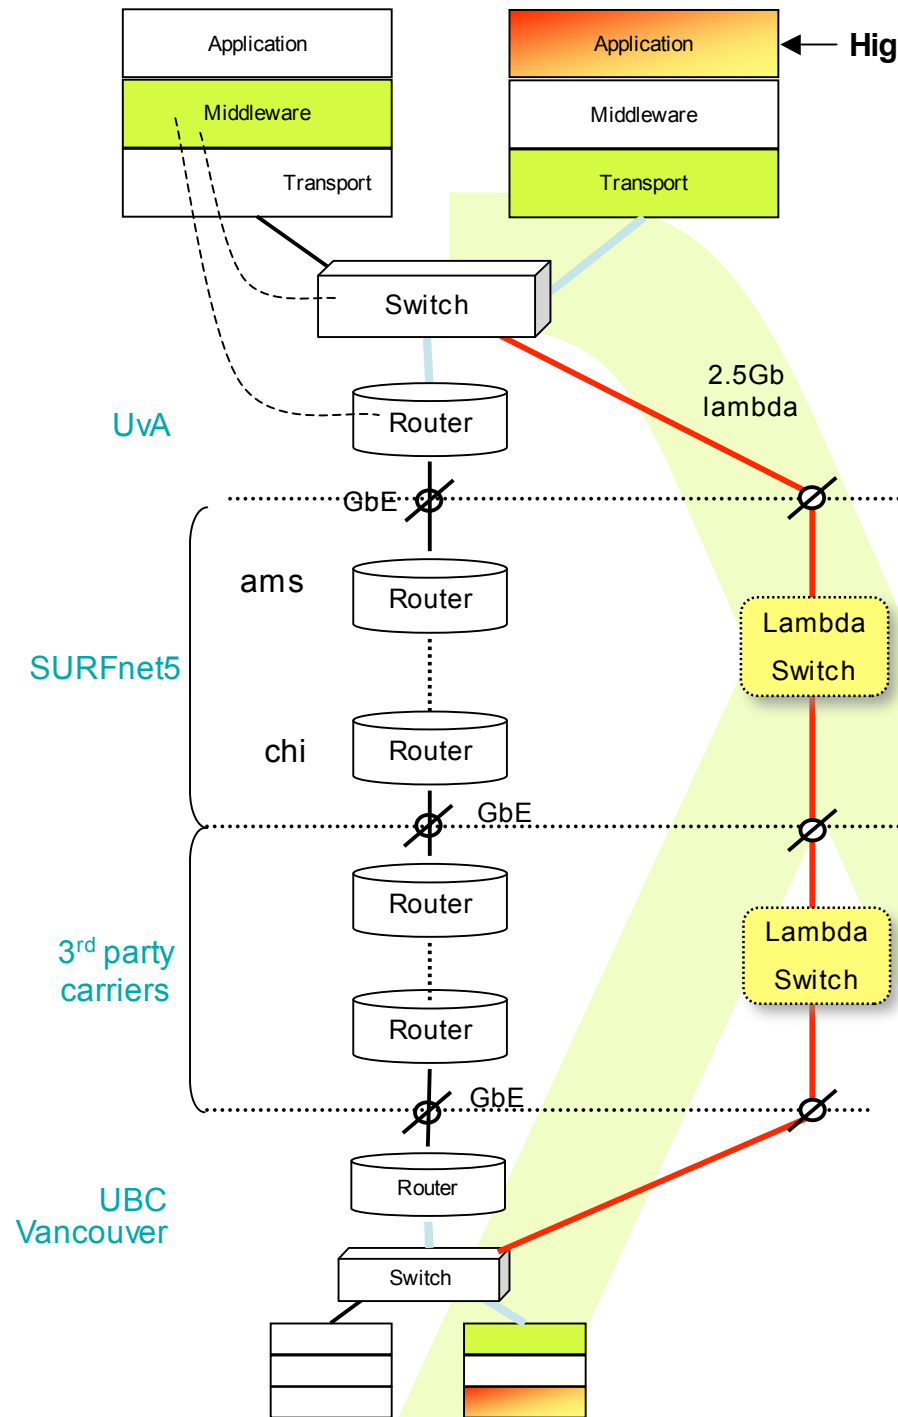 Application
Application
Hig
Middleware
Middleware
Transport
Transport
Switch
2.5Gb
lambda
UvA
Router
GbE
ams
Router
Lambda
Switch
SURFnet5
chi
Router
GbE
Router
Lambda
Switch
3rd party
carriers
Router
GbE
Router
UBC
Vancouver
Switch